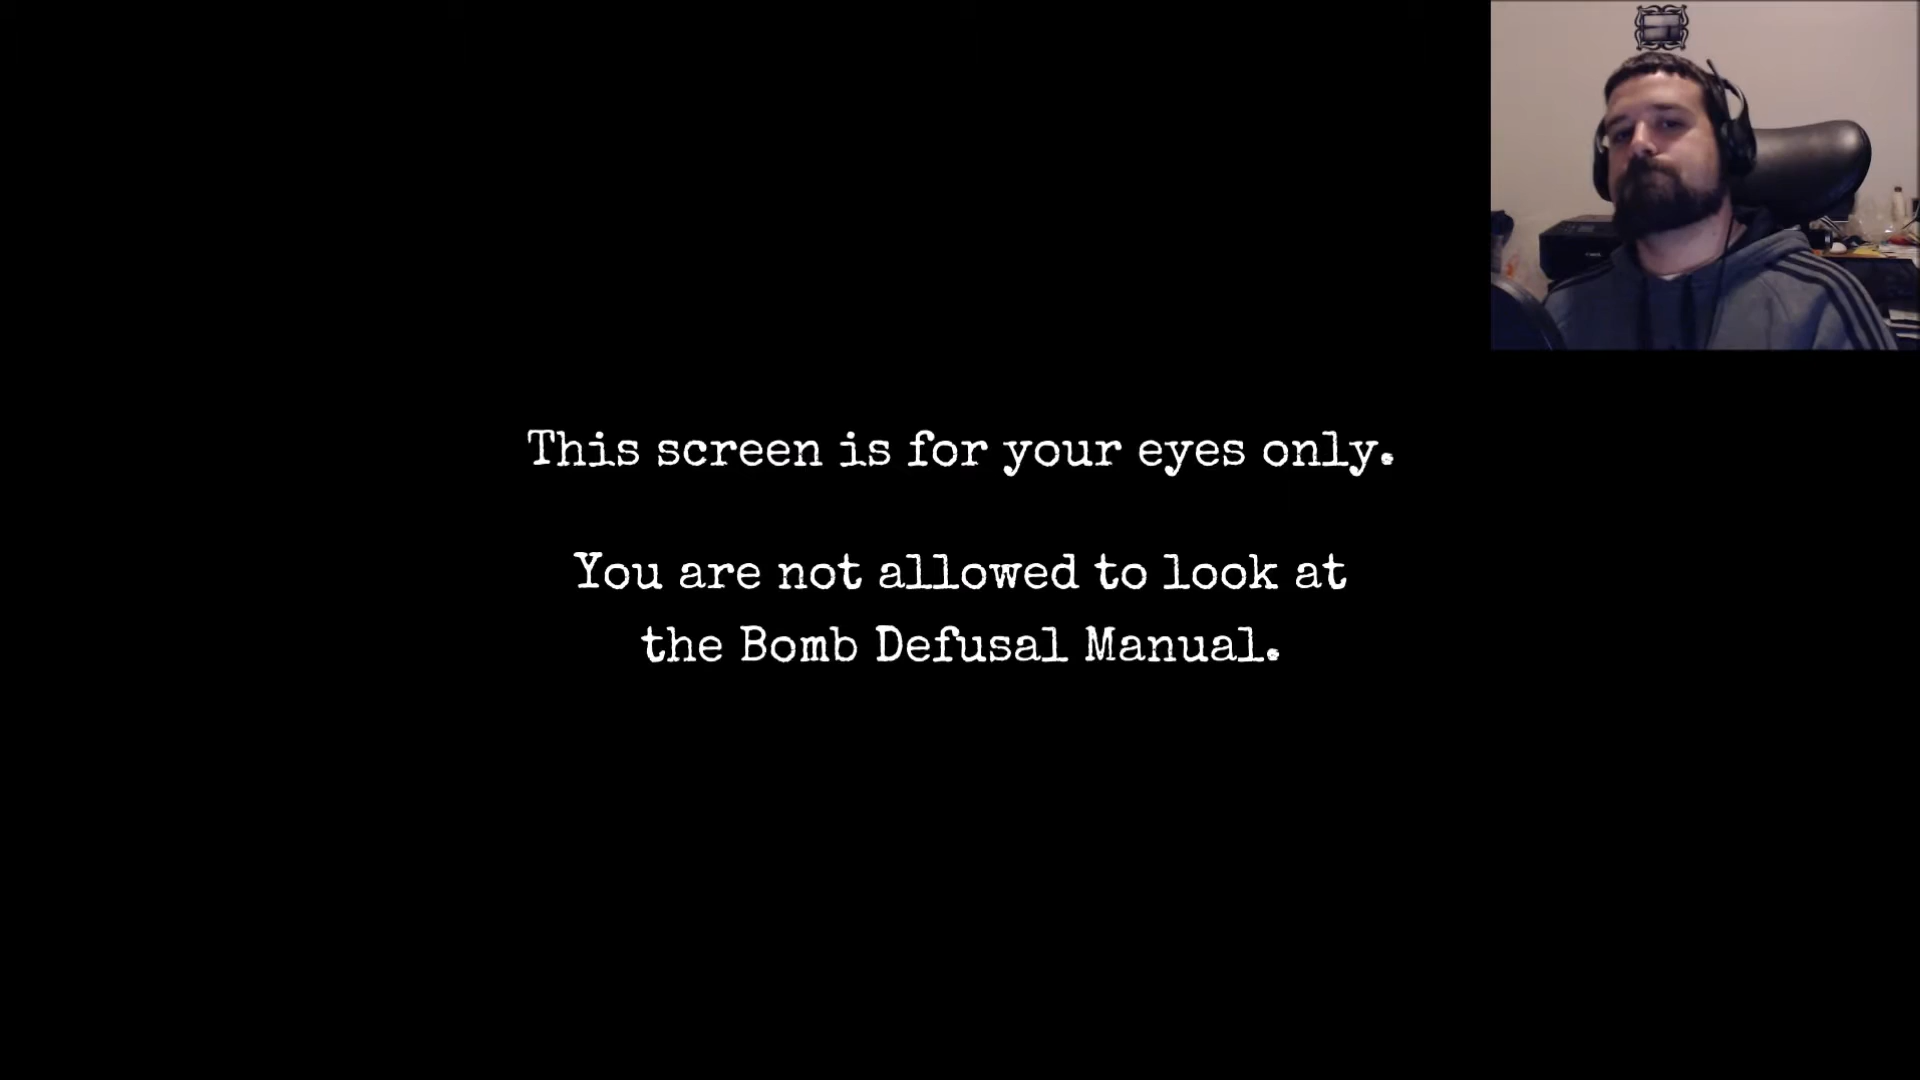 This screen is for your eyes only.
You are not allowed to look at
the Bomb Defusal Manual.